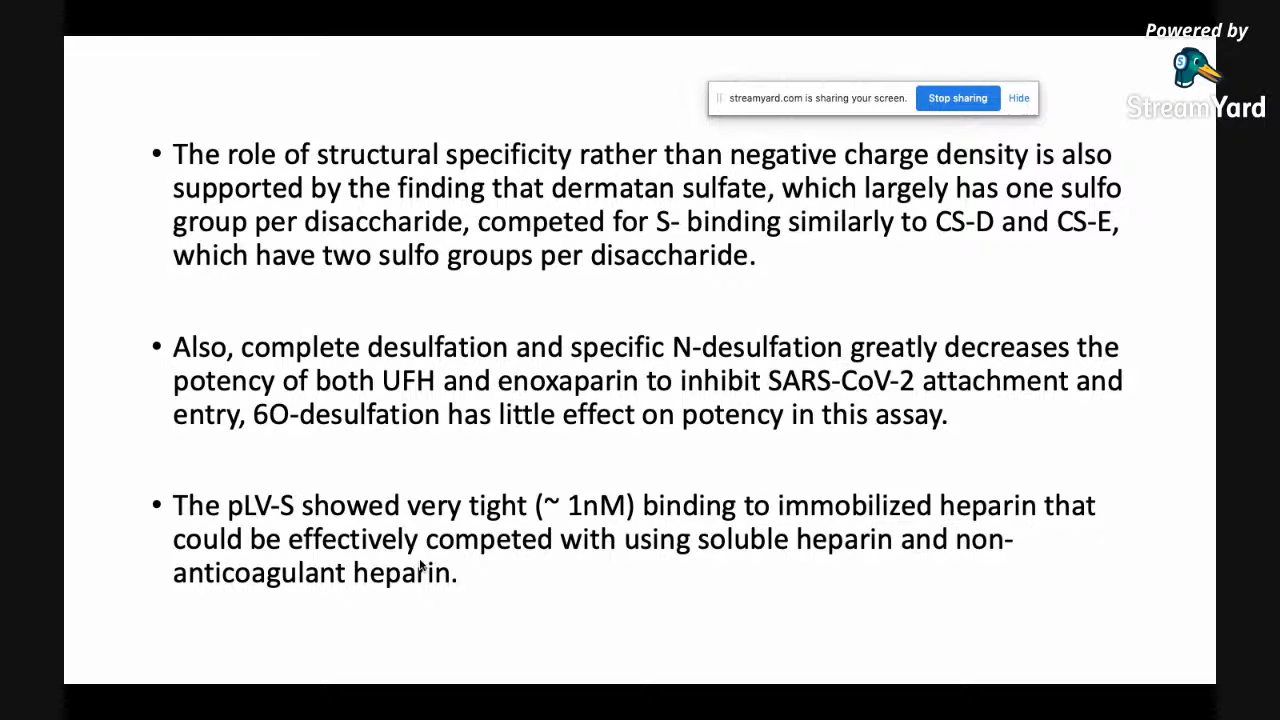 Powered by
StreamYard
streamyard.com is sharing your screen. Stop sharing Hide
• The role of structural specificity rather than negative charge density is also
supported by the finding that dermatan sulfate, which largely has one sulfo
group per disaccharide, competed for S- binding similarly to CS-D and CS-E,
which have two sulfo groups per disaccharide.
• Also, complete desulfation and specific N-desulfation greatly decreases the
potency of both UFH and enoxaparin to inhibit SARS-CoV-2 attachment and
entry, 6O-desulfation has little effect on potency in this assay.
• The pLV-S showed very tight (~ 1nM) binding to immobilized heparin that
could be effectively competed with using soluble heparin and non-
anticoagulant heparin.